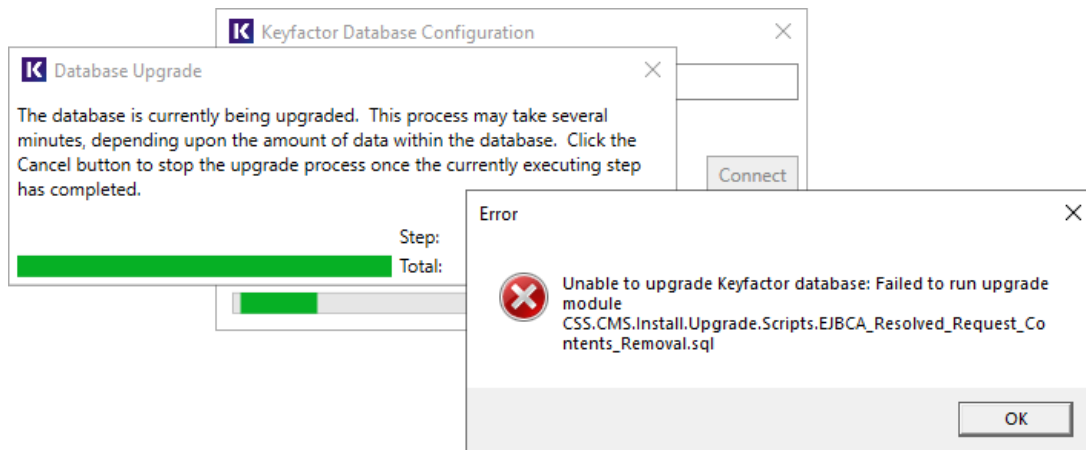 Keyfactor Database Configuration
Database Upgrade
The database is currently being upgraded.  This process may take several
minutes, depending upon the amount of data within the database.  Click the
Cancel button to stop the upgrade process once the currently executing step
has completed.
Connect
Step:
Total:
Error
Unable to upgrade Keyfactor database: Failed to run upgrade
module
CSS.CMS.Install.Upgrade.Scripts.EJBCA_Resolved_Request_Co
ntents_Removal.sql
OK